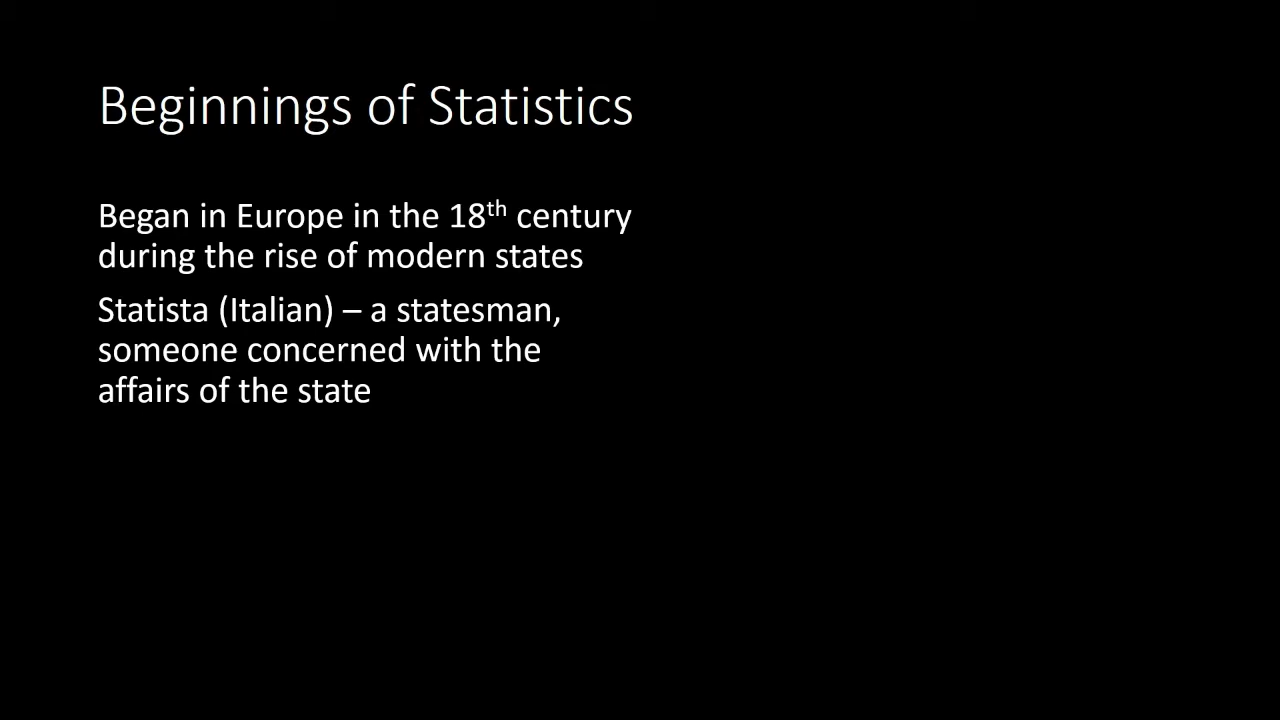 Beginnings of Statistics
Began in Europe in the 18th century
during the rise of modern states
Statista (Italian) – a statesman,
someone concerned with the
affairs of the state